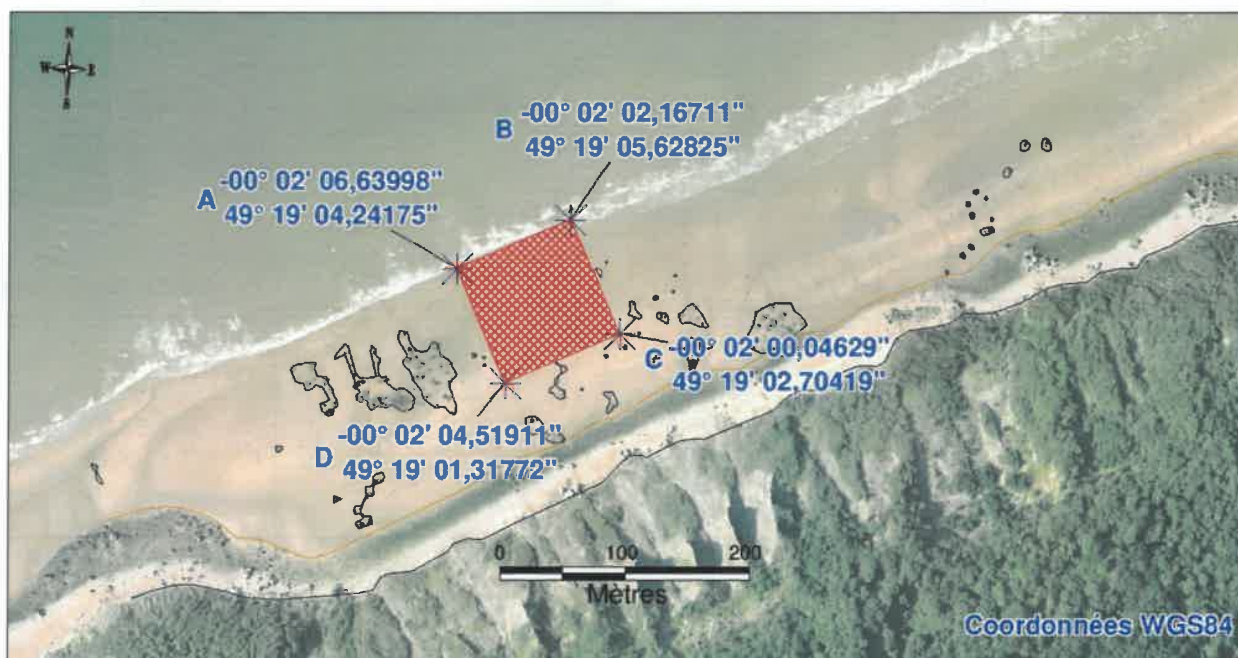 N
W E
S
B -00° 02' 02,16711"
49° 19' 05,62825"
A -00° 02' 06,63998"
49° 19' 04,24175"
C -00° 02' 00,04629"
49° 19' 02,70419"
D -00° 02' 04,51911"
49° 19' 01,31772"
0 100 200
Mètres
Coordonnées WGS84